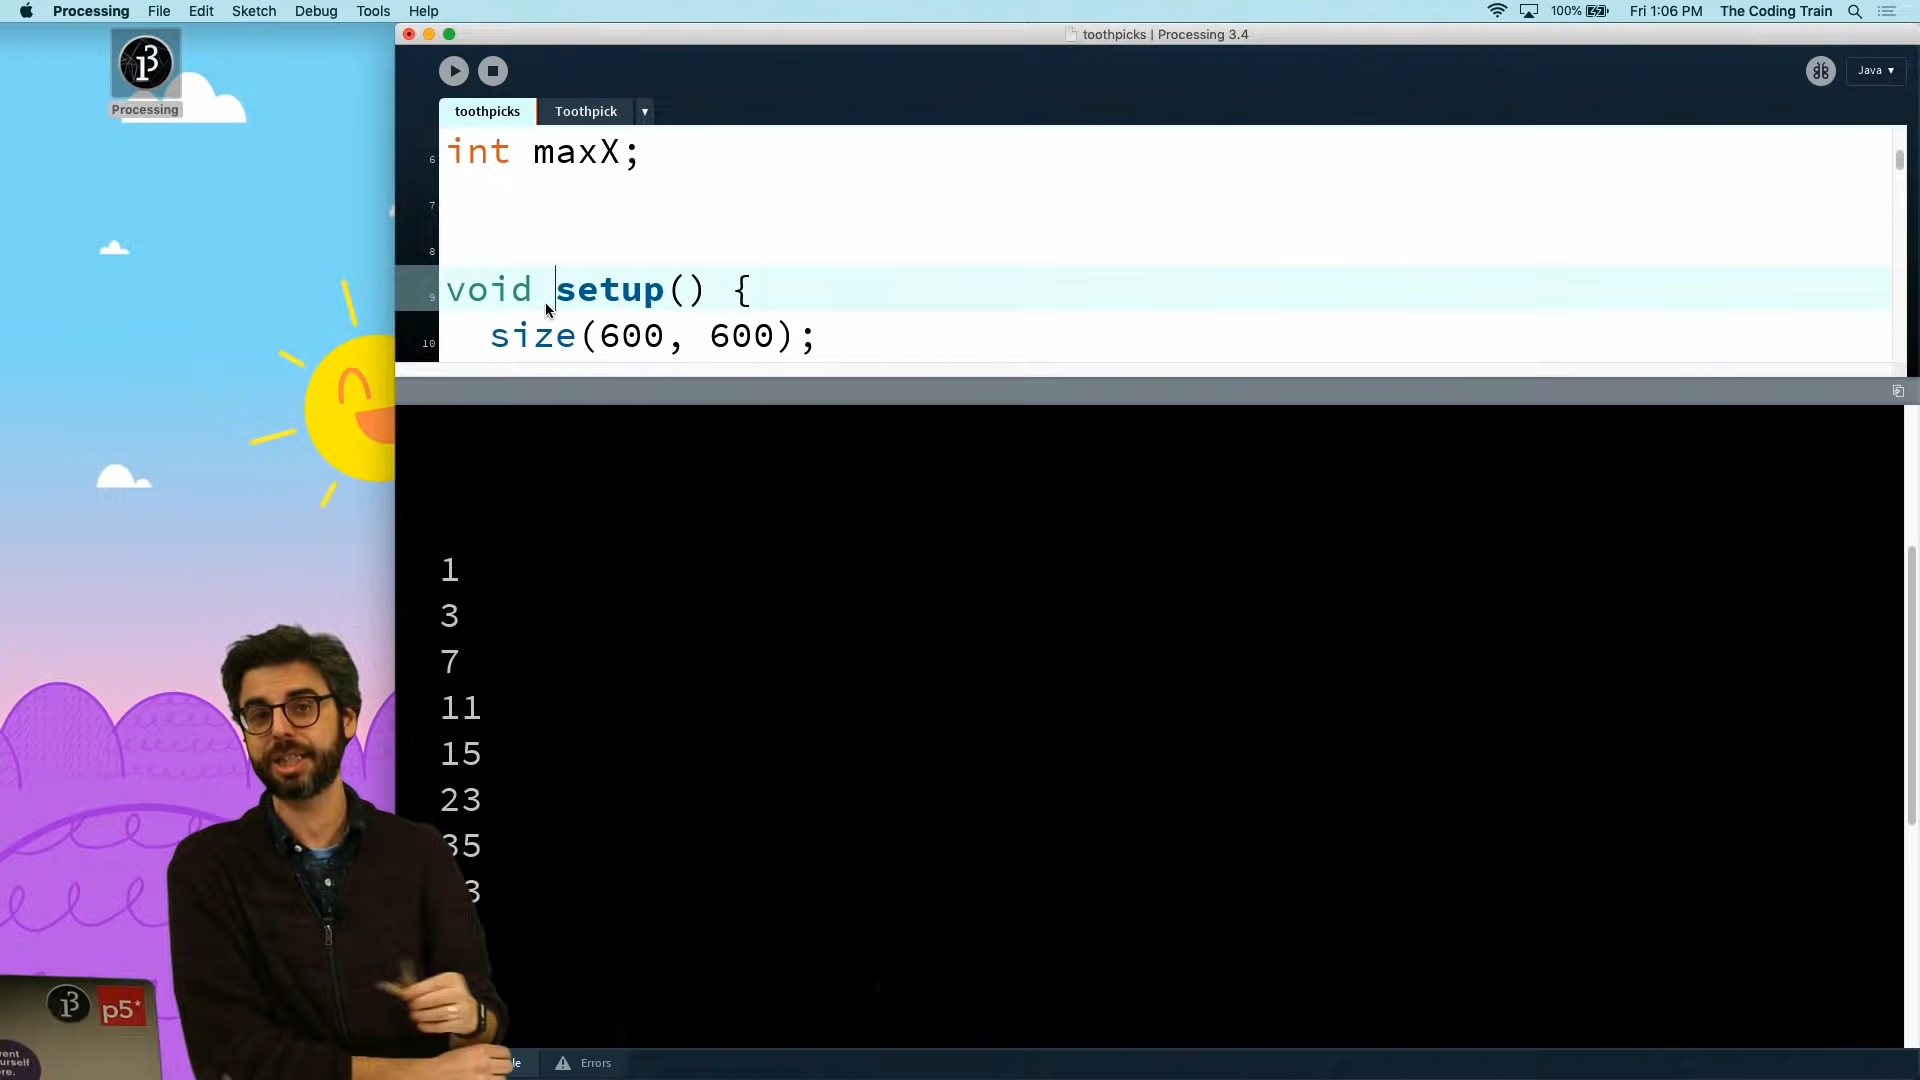 Processing File Edit Sketch Debug Tools Help
100% Fri 1:06 PM The Coding Train
toothpicks | Processing 3.4
Processing
Java ▾
toothpicks Toothpick ▾
6 int maxX;
7
8
9 void setup() {
10 size(600, 600);
1
3
7
11
15
23
35
3
p5*
Errors